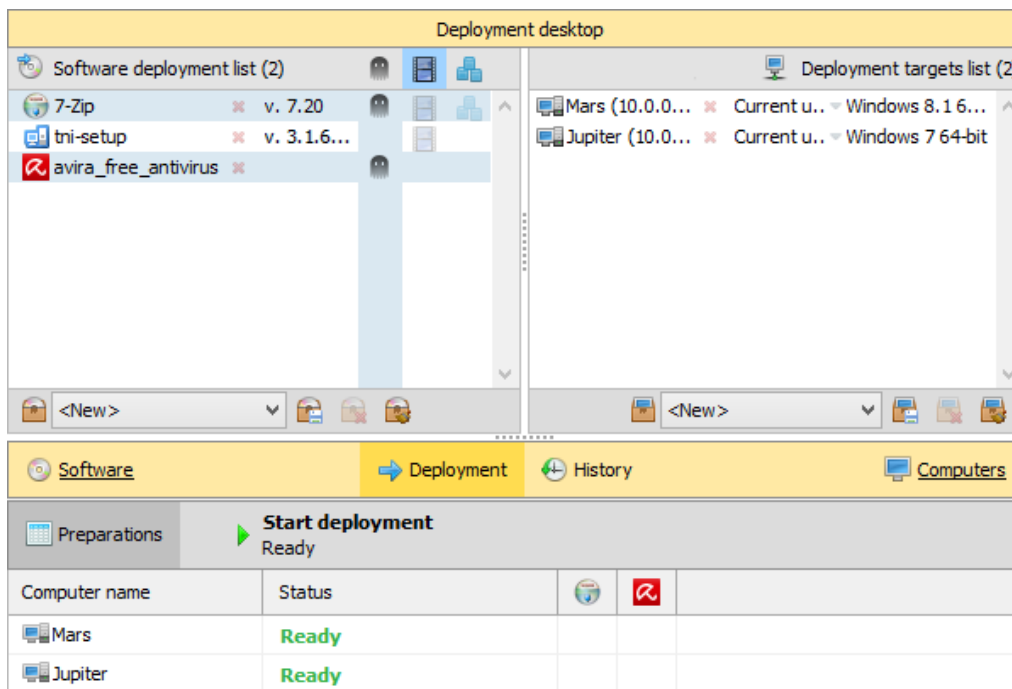 Deployment desktop
Software deployment list (2)
Deployment targets list (2
7-Zip v. 7.20
tni-setup v. 3.1.6...
avira_free_antivirus
Mars (10.0.0... Current u.. Windows 8.1 6...
Jupiter (10.0... Current u.. Windows 7 64-bit
<New>
<New>
Software
Deployment
History
Computers
Preparations
Start deployment
Ready
Computer name Status
Mars Ready
Jupiter Ready